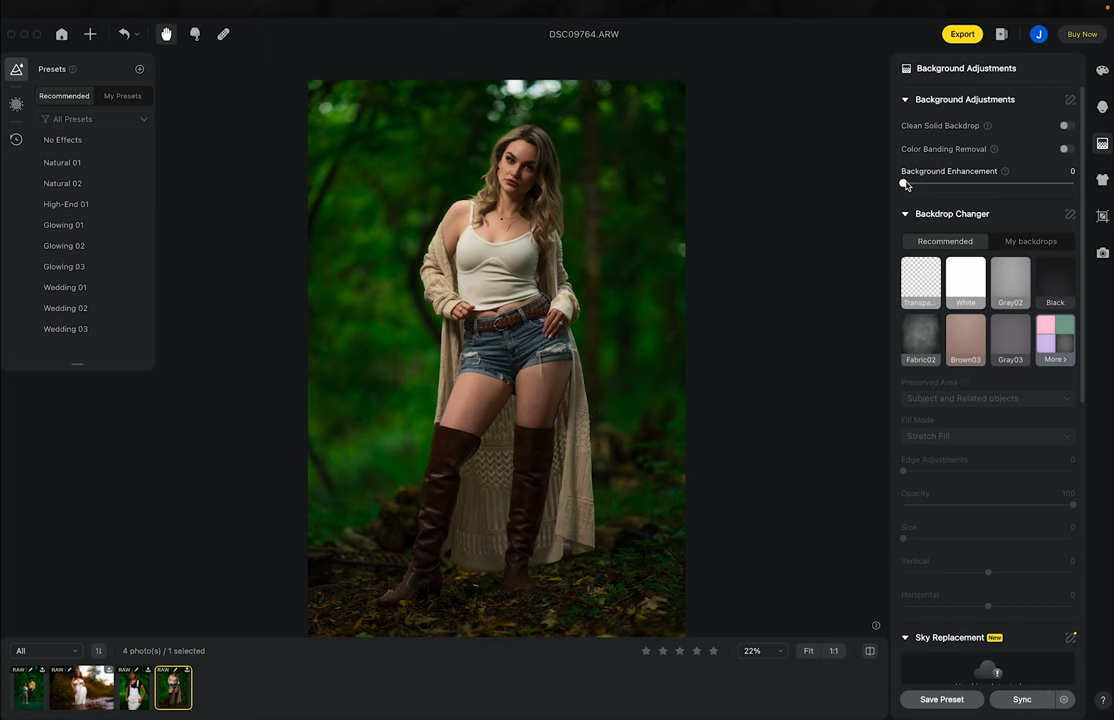 DSC09764.ARW
Export
J
Buy Now
Presets
Recommended
My Presets
All Presets
No Effects
Natural 01
Natural 02
High-End 01
Glowing 01
Glowing 02
Glowing 03
Wedding 01
Wedding 02
Wedding 03
Background Adjustments
Background Adjustments
Clean Solid Backdrop
Color Banding Removal
Background Enhancement 0
Backdrop Changer
Recommended My backdrops
Transpa... White Gray02 Black
Fabric02 Brown03 Gray03 More >
Preserved Area
Subject and Related objects
Fill Mode
Stretch Fill
Edge Adjustments 0
Opacity 100
Size 0
Vertical 0
Horizontal 0
Sky Replacement New
Save Preset Sync
All
4 photo(s) / 1 selected
22%
Fit 1:1
RAW RAW RAW RAW